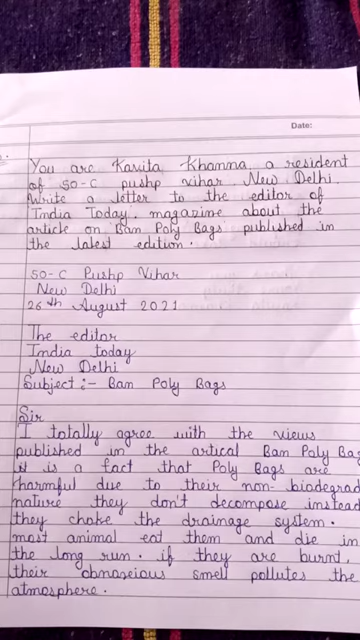 Date:
You are Kavita Khanna a resident
of 50-C pushp vihar New Delhi.
Write a letter to the editor of
India Today. magazine about the
article on Ban Poly Bags published in
the latest edition.
50-C Pushp Vihar
New Delhi
26th August 2021
The editor
India today
New Delhi
Subject :- Ban Poly Bags
Sir
I totally agree with the views
published in the artical Ban Poly Bag
it is a fact that Poly Bags are
harmful due to their non-biodegrad
nature they don't decompose instead
they choke the drainage system.
most animal eat them and die in
the long run. if they are burnt,
their obnoxeious smell pollutes the
atmosphere.